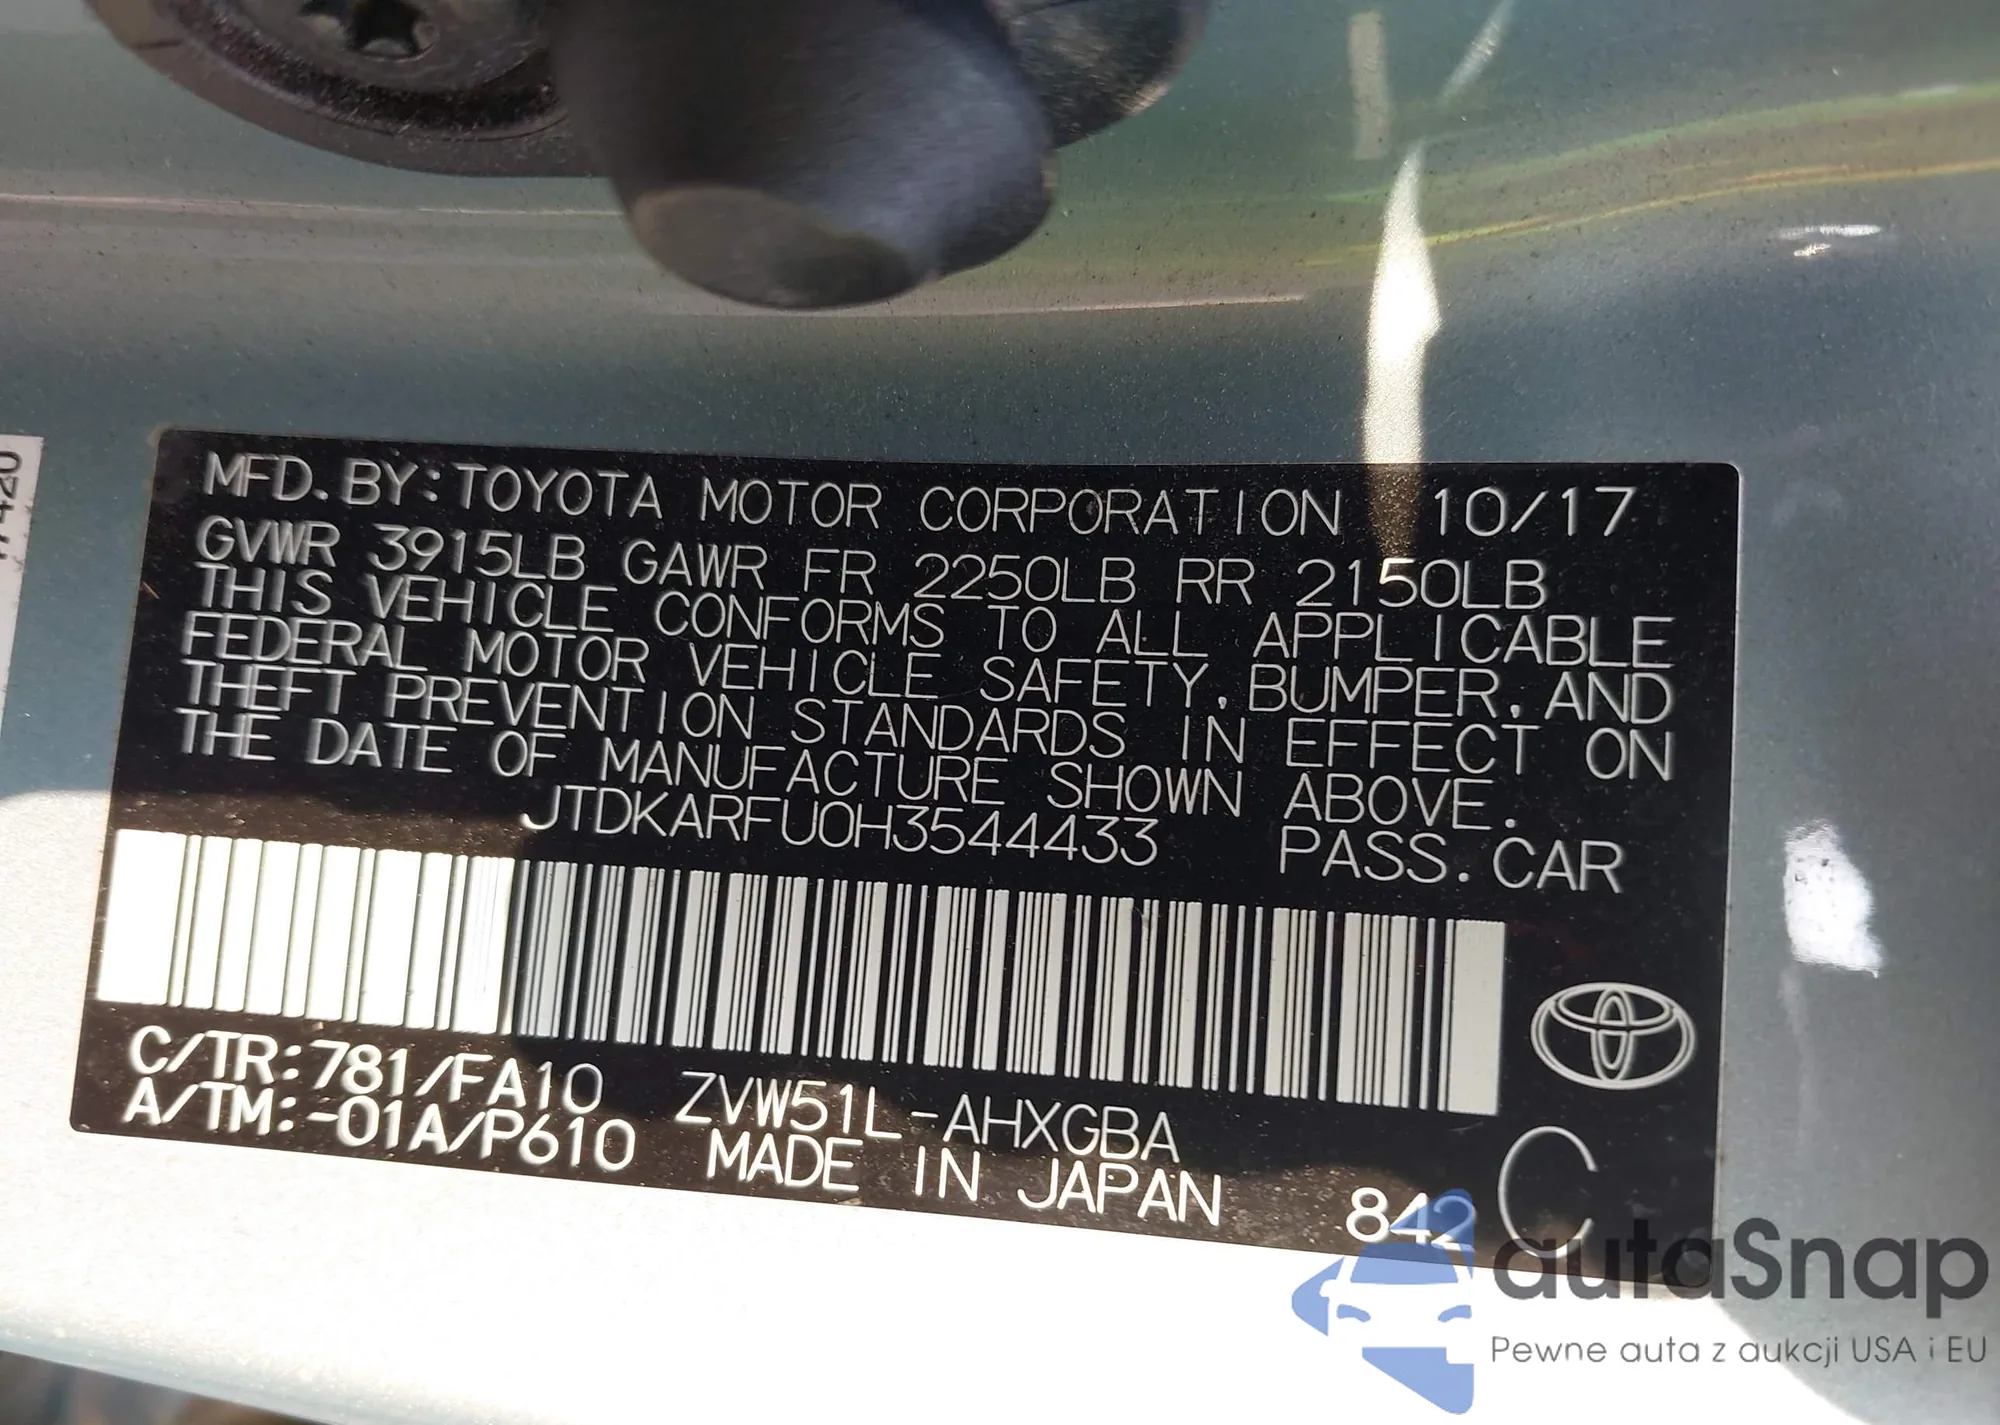 MFD. BY: TOYOTA MOTOR CORPORATION 10/17
GVWR 3915LB GAWR FR 2250LB RR 2150LB
THIS VEHICLE CONFORMS TO ALL APPLICABLE
FEDERAL MOTOR VEHICLE SAFETY, BUMPER, AND
THEFT PREVENTION STANDARDS IN EFFECT ON
THE DATE OF MANUFACTURE SHOWN ABOVE.
JTDKARFU0H3544433 PASS. CAR
C/TR: 781/FA10 ZVW51L-AHXGBA
A/TM: -01A/P610 MADE IN JAPAN 842 C
autaSnap
Pewne auta z aukcji USA i EU